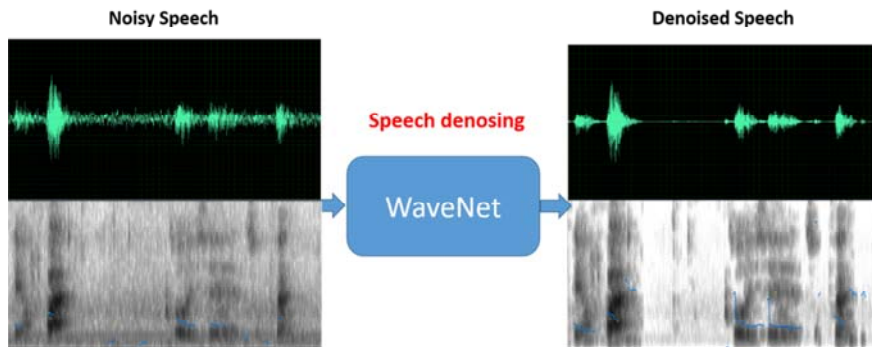 Noisy Speech
Denoised Speech
Speech denosing
WaveNet